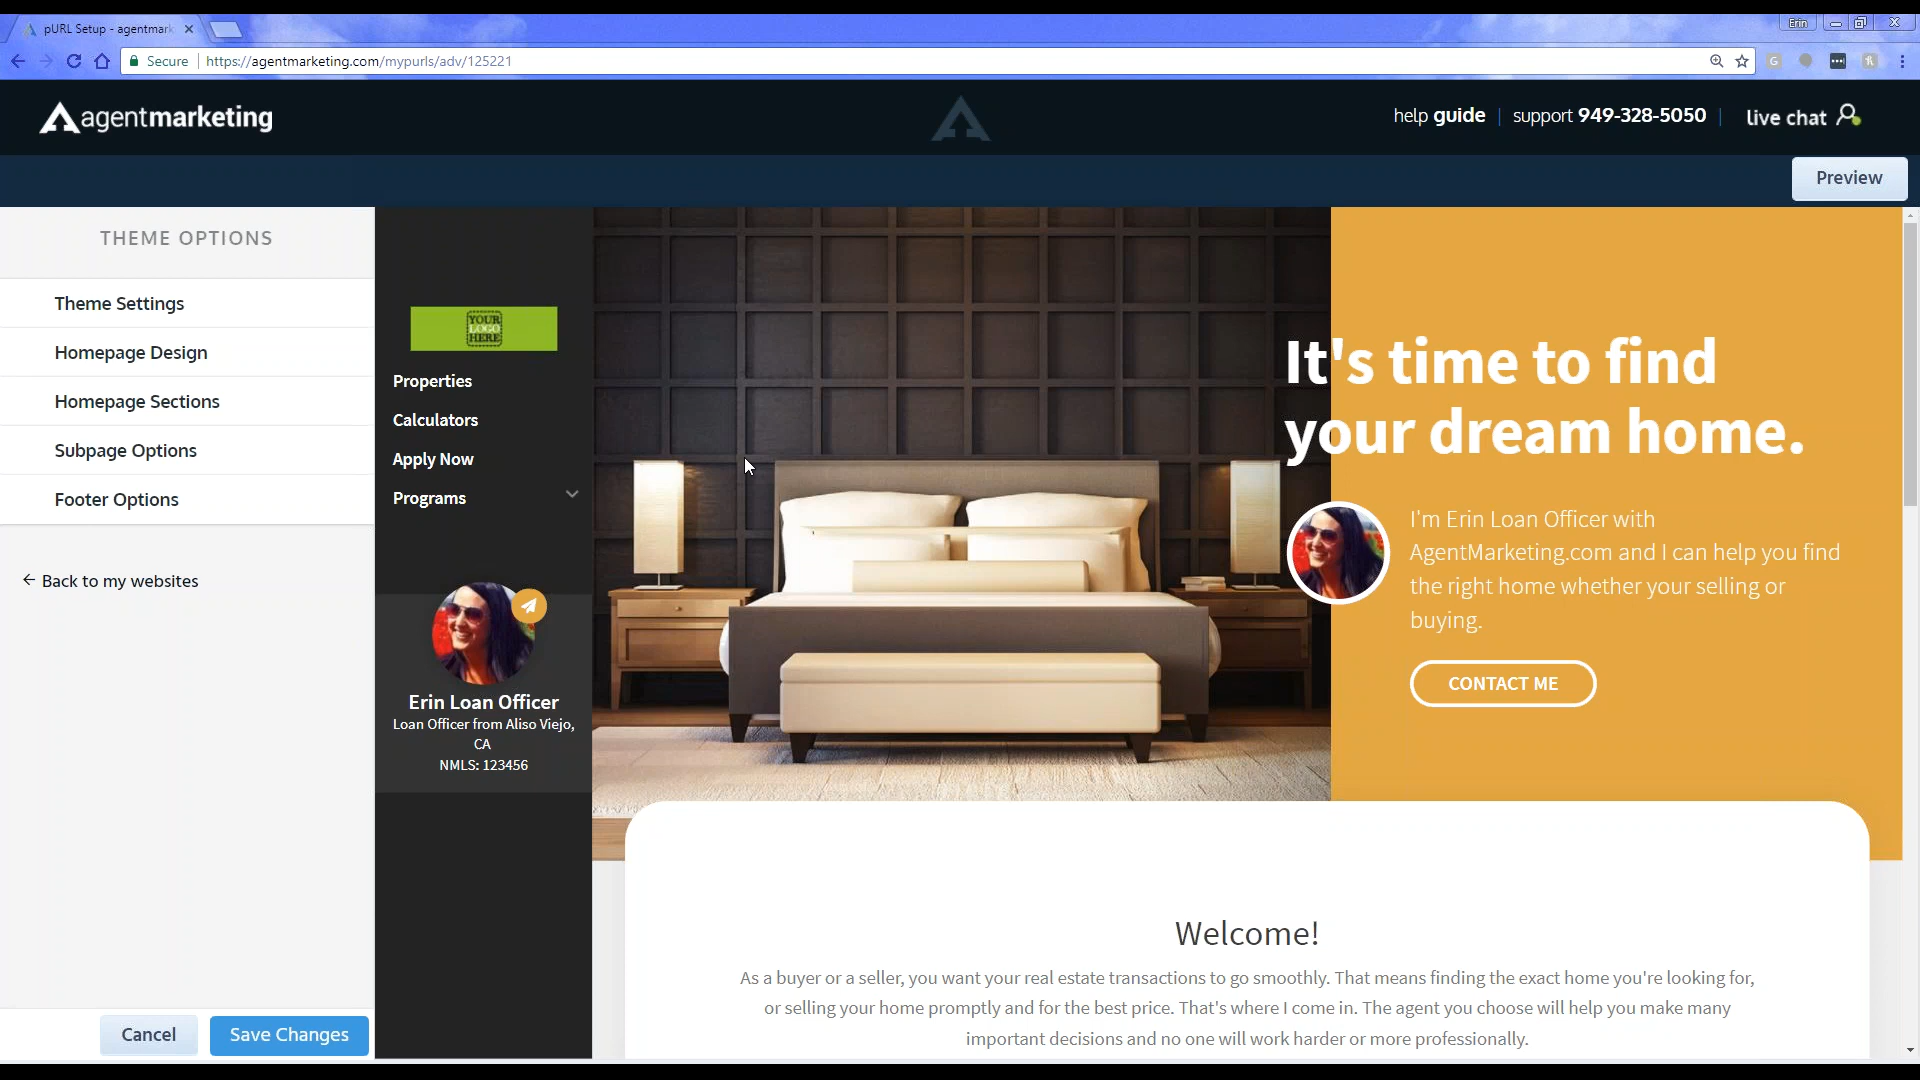 pURL Setup - agentmark
Erin
Secure
https://agentmarketing.com/mypurls/adv/125221
agentmarketing
help guide
support 949-328-5050
live chat
Preview
THEME OPTIONS
Theme Settings
Homepage Design
Homepage Sections
Subpage Options
Footer Options
← Back to my websites
Cancel
Save Changes
YOUR
LOGO
HERE
Properties
Calculators
Apply Now
Programs
Erin Loan Officer
Loan Officer from Aliso Viejo,
CA
NMLS: 123456
It's time to find
your dream home.
I'm Erin Loan Officer with
AgentMarketing.com and I can help you find
the right home whether your selling or
buying.
CONTACT ME
Welcome!
As a buyer or a seller, you want your real estate transactions to go smoothly. That means finding the exact home you're looking for,
or selling your home promptly and for the best price. That's where I come in. The agent you choose will help you make many
important decisions and no one will work harder or more professionally.